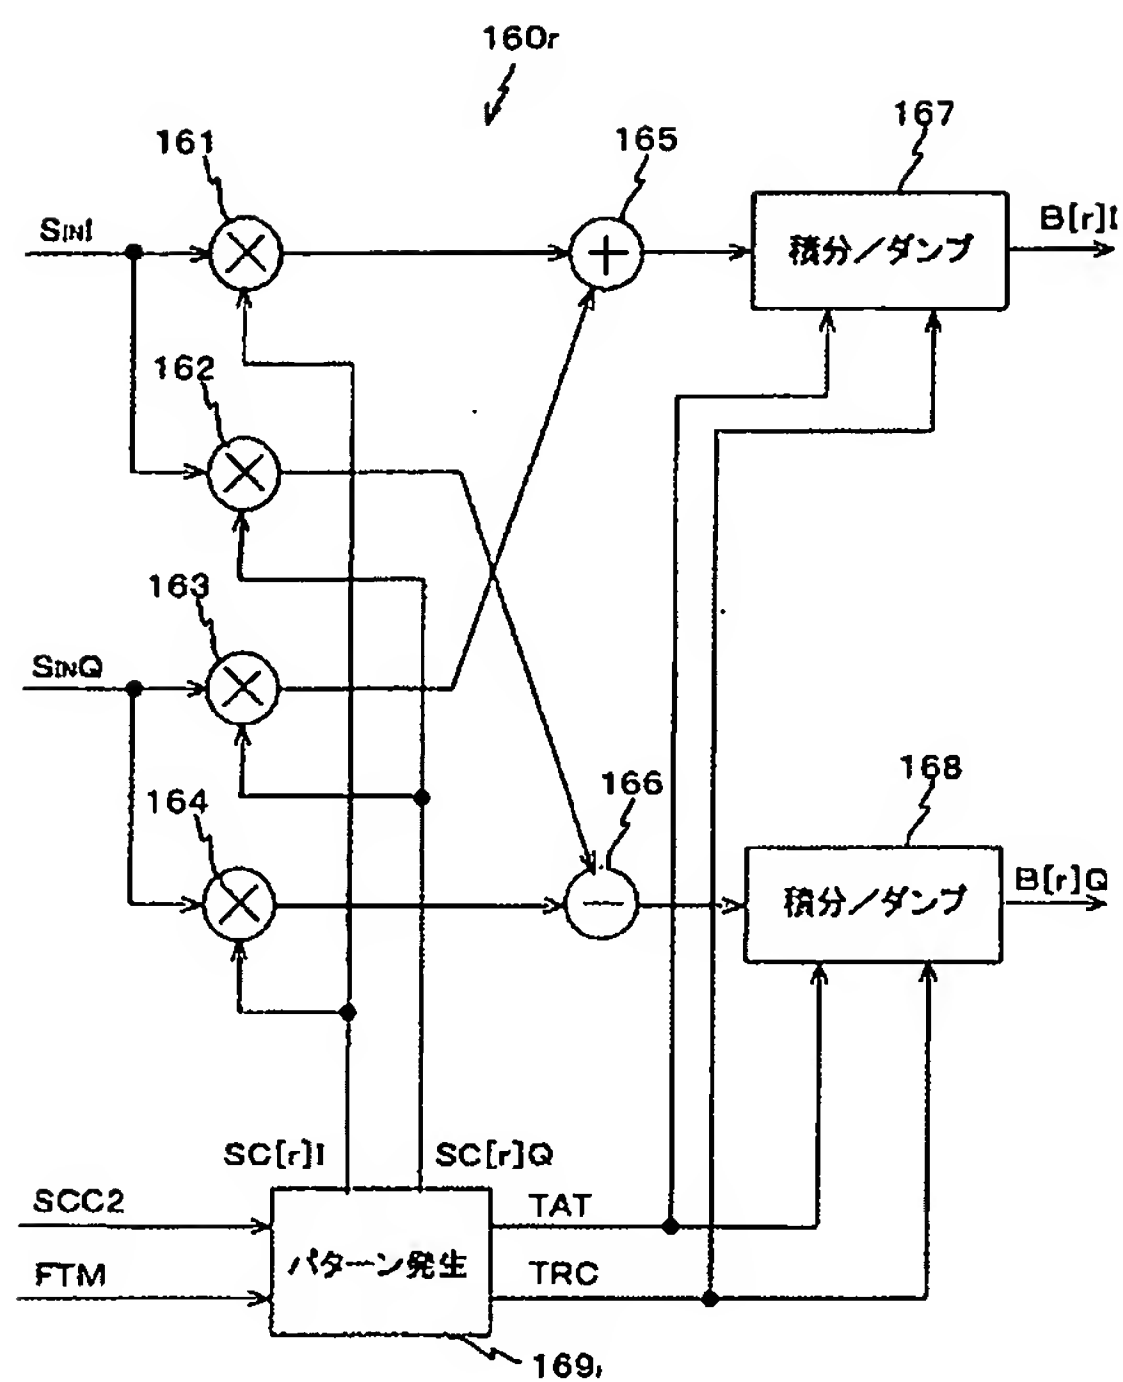 160r
167
161
165
SINI
B[r]I
積分／ダンプ
162
163
SINQ
168
166
164
B[r]Q
積分／ダンプ
SC[r]I
SC[r]Q
SCC2
TAT
パターン発生
FTM
TRC
169